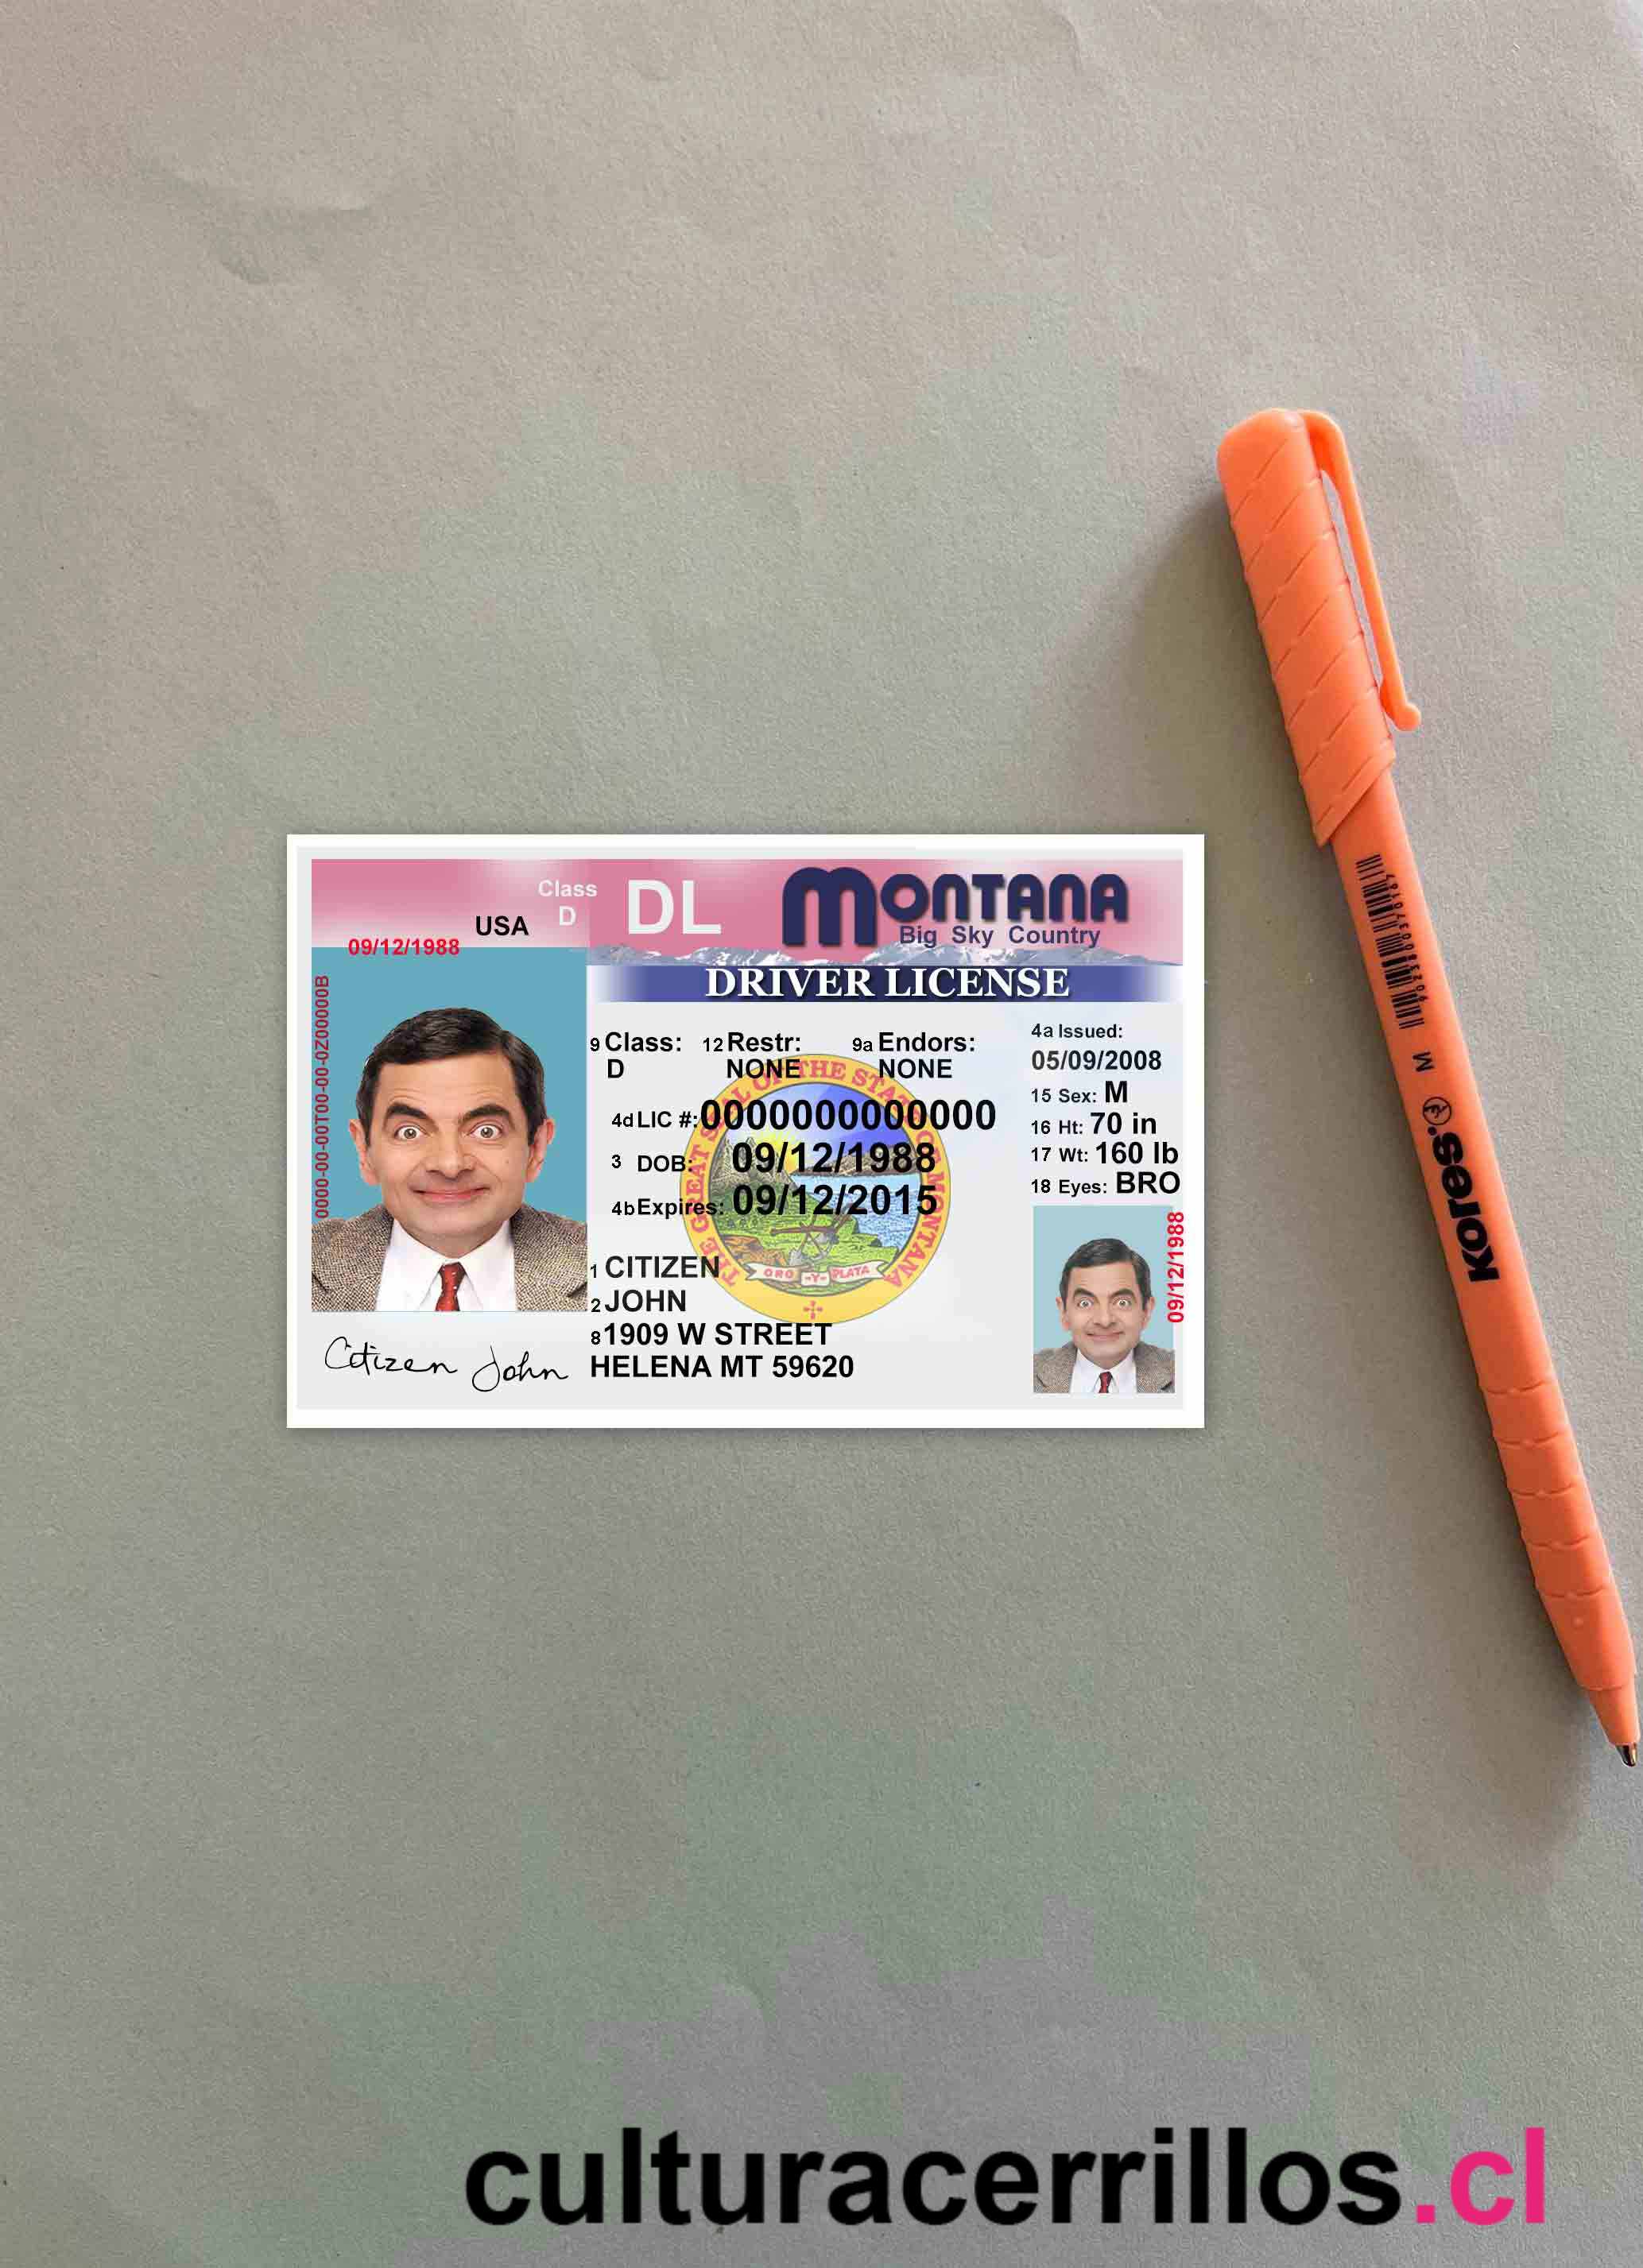 Class
D
DL
MONTANA
Big Sky Country
USA
09/12/1988
DRIVER LICENSE
0000-00-00T00-00-0Z00000B
9 Class: 12 Restr: 9a Endors:
D NONE NONE
4a Issued:
05/09/2008
15 Sex: M
16 Ht: 70 in
17 Wt: 160 lb
18 Eyes: BRO
4d LIC #: 0000000000000
3 DOB: 09/12/1988
4b Expires: 09/12/2015
THE GREAT SEAL OF THE STATE OF MONTANA
ORO -Y- PLATA
1 CITIZEN
2 JOHN
8 1909 W STREET
HELENA MT 59620
Citizen John
09/12/1988
Kores
M
culturacerrillos.cl